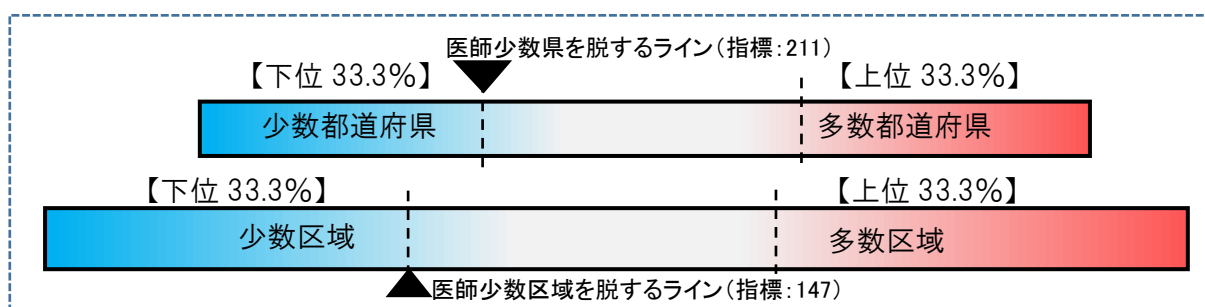 医師少数県を脱するライン（指標:211）
【下位 33.3%】 【上位 33.3%】
少数都道府県 多数都道府県
【下位 33.3%】 【上位 33.3%】
少数区域 多数区域
医師少数区域を脱するライン（指標:147）